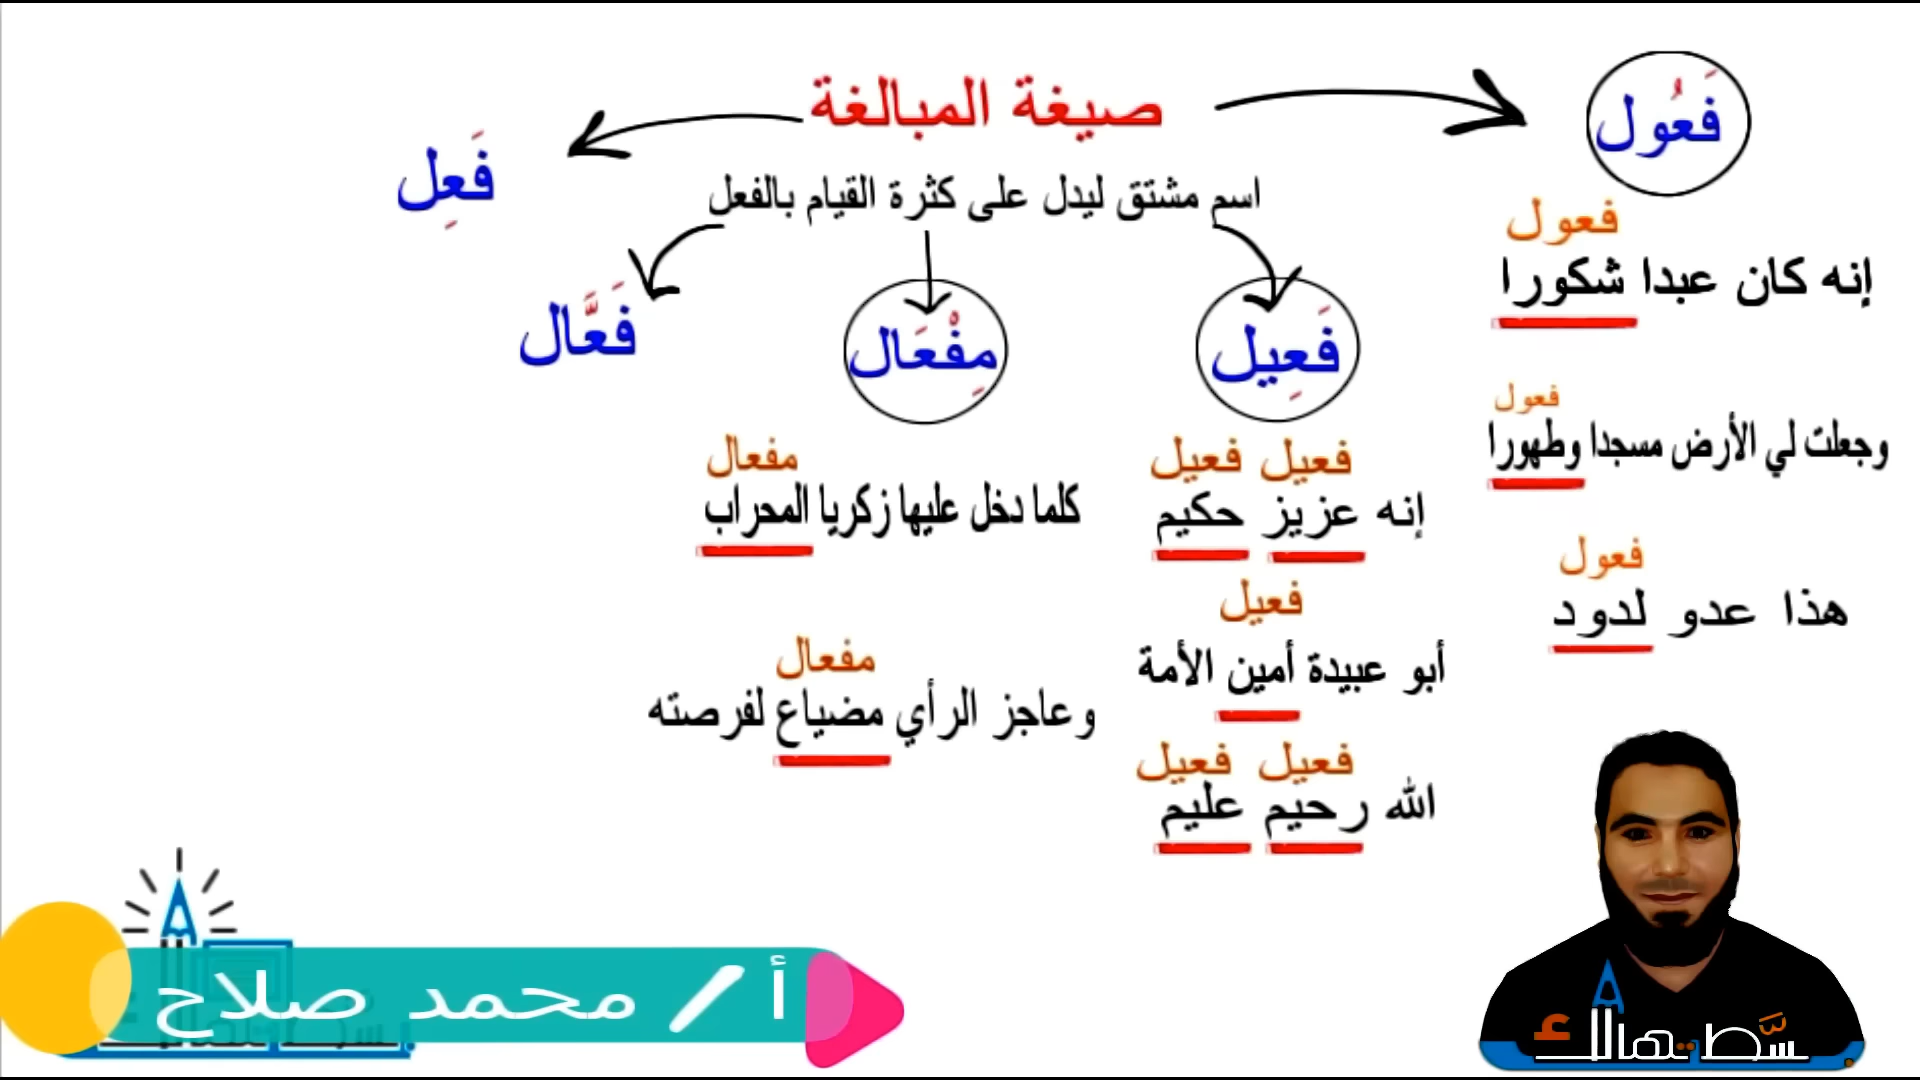 صيغة المبالغة
اسم مشتق ليدل على كثرة القيام بالفعل
فَعُول
فعول
إنه كان عبدا شكورا
فعول
وجعلت لي الأرض مسجدا وطهورا
فعول
هذا عدو لدود
فَعِيل
فعيل فعيل
إنه عزيز حكيم
فعيل
أبو عبيدة أمين الأمة
فعيل فعيل
الله رحيم عليم
مِفْعَال
مفعال
كلما دخل عليها زكريا المحراب
مفعال
وعاجز الرأي مضياع لفرصته
فَعَّال
فَعِل
أ / محمد صلاح
بسَّطتهالك